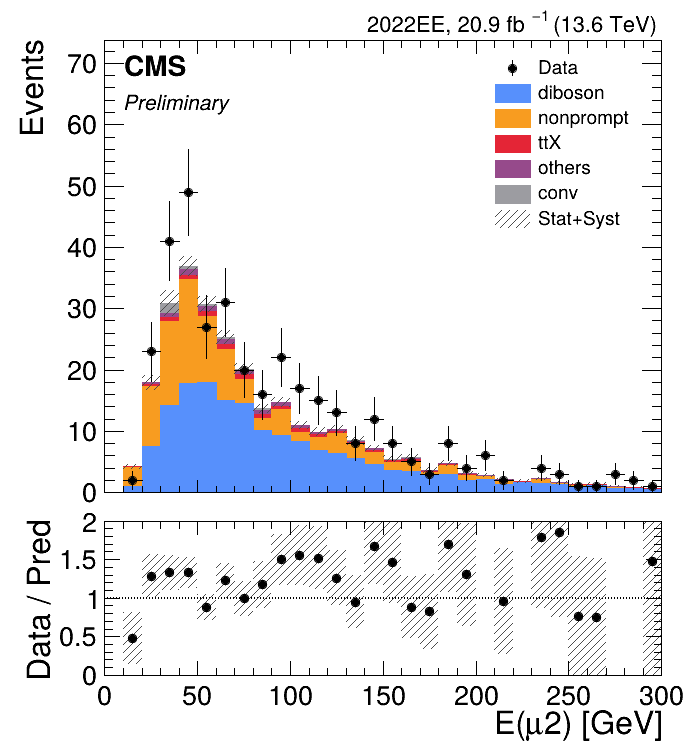 2022EE, 20.9 fb⁻¹ (13.6 TeV)
Events
70
60
50
40
30
20
10
0
CMS
Preliminary
Data
diboson
nonprompt
ttX
others
conv
Stat+Syst
Data / Pred
2
1.5
1
0.5
0
0 50 100 150 200 250 300
E(μ2) [GeV]